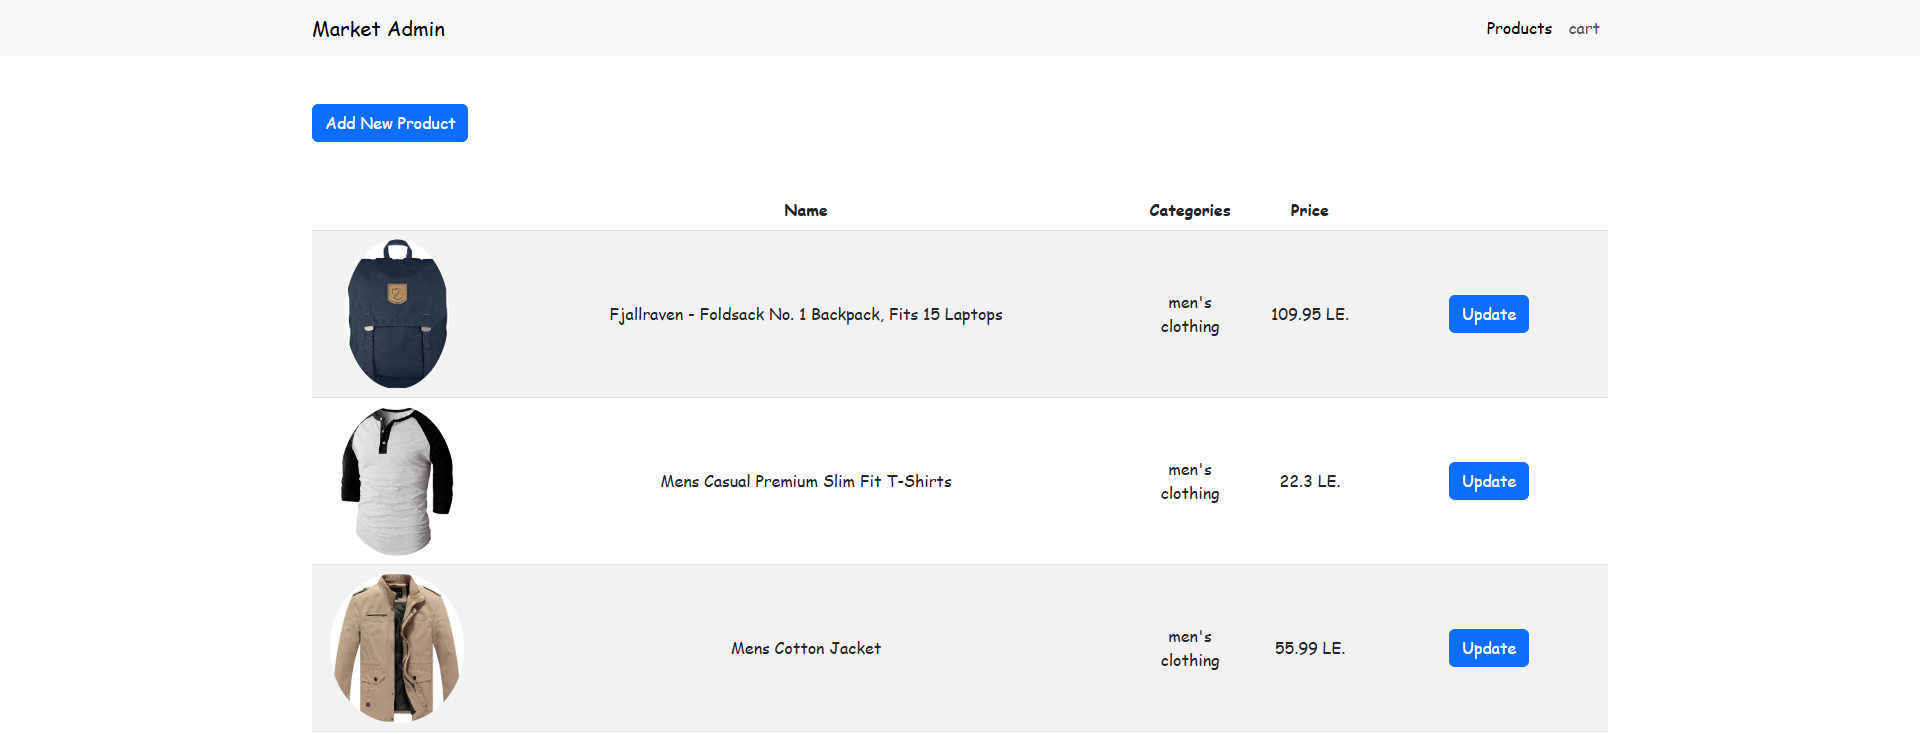 Market Admin
Products cart
Add New Product
Name Categories Price
Fjallraven - Foldsack No. 1 Backpack, Fits 15 Laptops
men's
clothing
109.95 LE.
Update
Mens Casual Premium Slim Fit T-Shirts
men's
clothing
22.3 LE.
Update
Mens Cotton Jacket
men's
clothing
55.99 LE.
Update